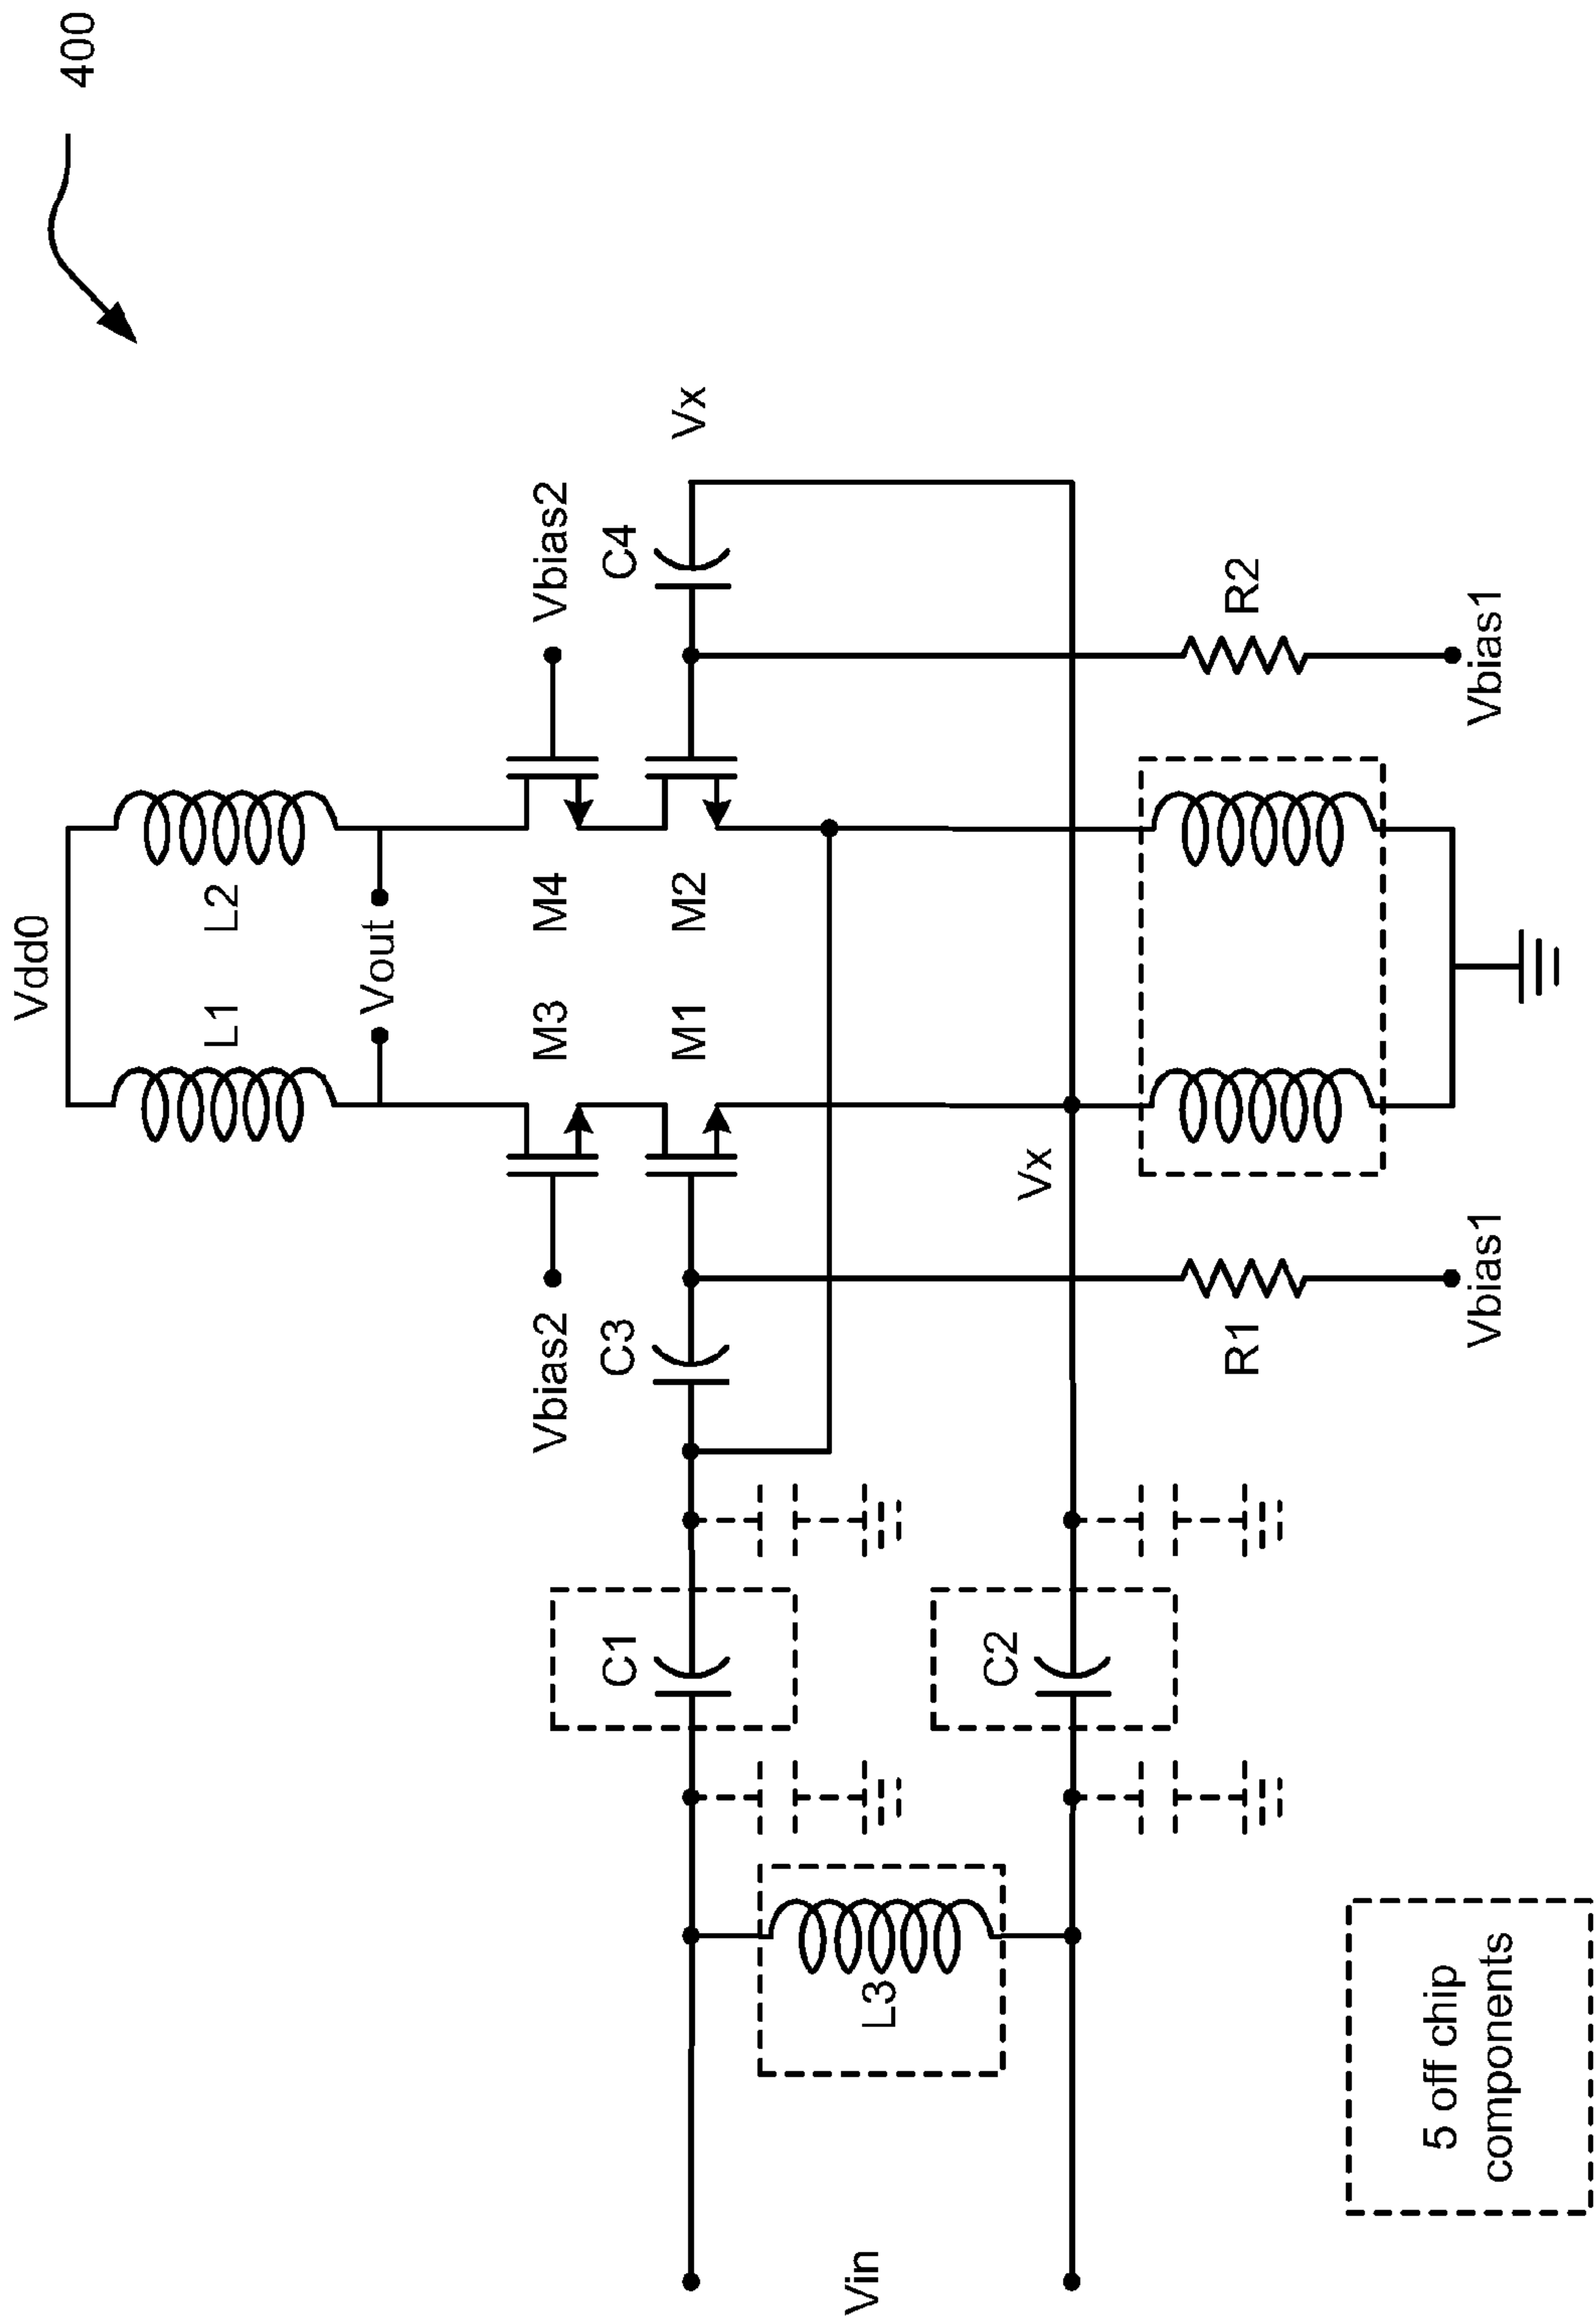 400
Vdd0
L1
L2
Vout
Vbias2
M3
M4
Vbias2
C1
C3
M1
M2
C4
Vx
Vin
L3
C2
Vx
R1
R2
Vbias1
Vbias1
5 off chip
components